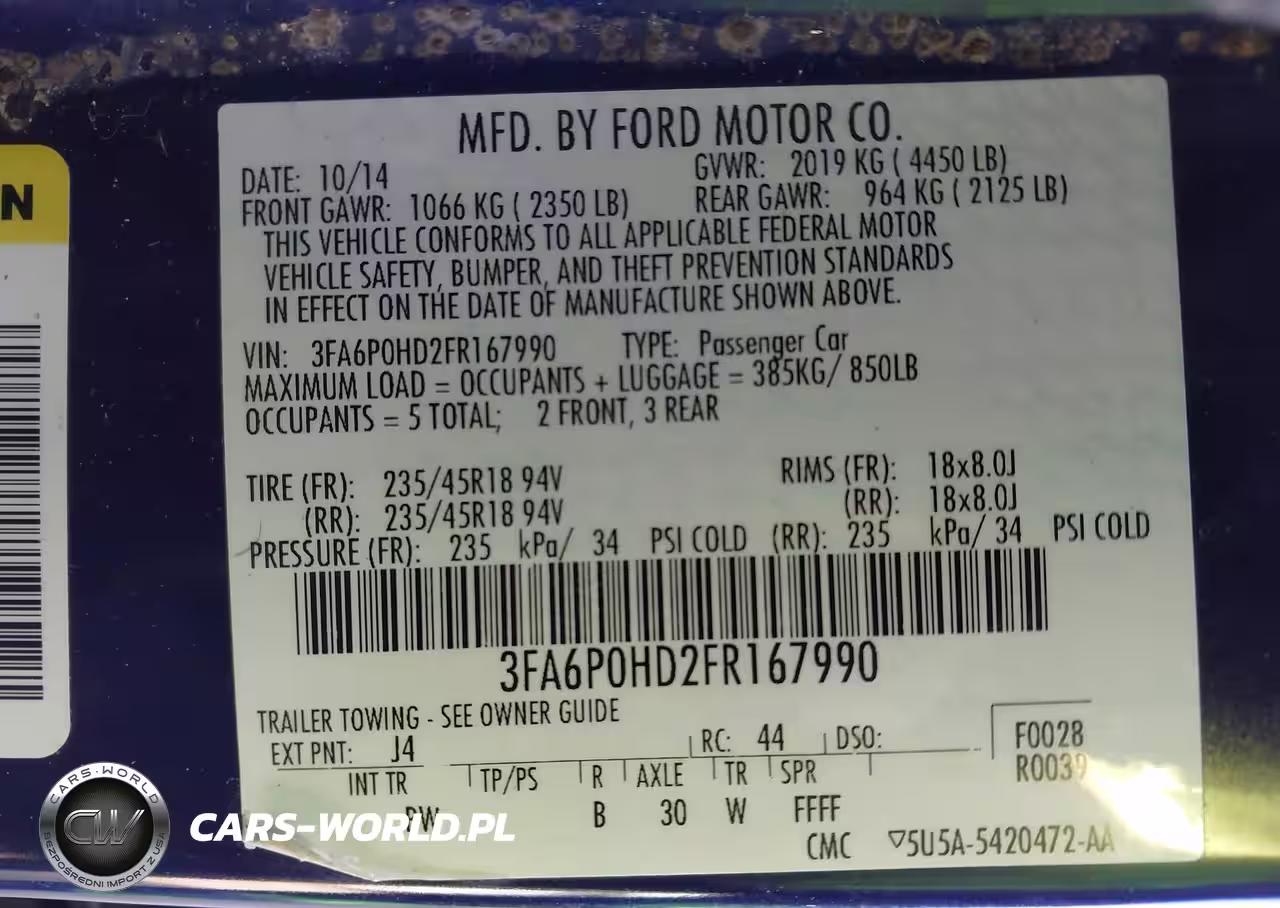 MFD. BY FORD MOTOR CO.
DATE: 10/14 GVWR: 2019 KG ( 4450 LB)
FRONT GAWR: 1066 KG ( 2350 LB) REAR GAWR: 964 KG ( 2125 LB)
THIS VEHICLE CONFORMS TO ALL APPLICABLE FEDERAL MOTOR
VEHICLE SAFETY, BUMPER, AND THEFT PREVENTION STANDARDS
IN EFFECT ON THE DATE OF MANUFACTURE SHOWN ABOVE.
VIN: 3FA6P0HD2FR167990 TYPE: Passenger Car
MAXIMUM LOAD = OCCUPANTS + LUGGAGE = 385KG/ 850LB
OCCUPANTS = 5 TOTAL; 2 FRONT, 3 REAR
TIRE (FR): 235/45R18 94V RIMS (FR): 18x8.0J
(RR): 235/45R18 94V (RR): 18x8.0J
PRESSURE (FR): 235 kPa/ 34 PSI COLD (RR): 235 kPa/ 34 PSI COLD
3FA6P0HD2FR167990
TRAILER TOWING - SEE OWNER GUIDE
EXT PNT: J4 RC: 44 DSO: F0028
R0039
INT TR TP/PS R AXLE TR SPR
PW B 30 W FFFF
CMC ▽5U5A-5420472-AA
N
CARS-WORLD
CW
BEZPOŚREDNI IMPORT Z USA
CARS-WORLD.PL